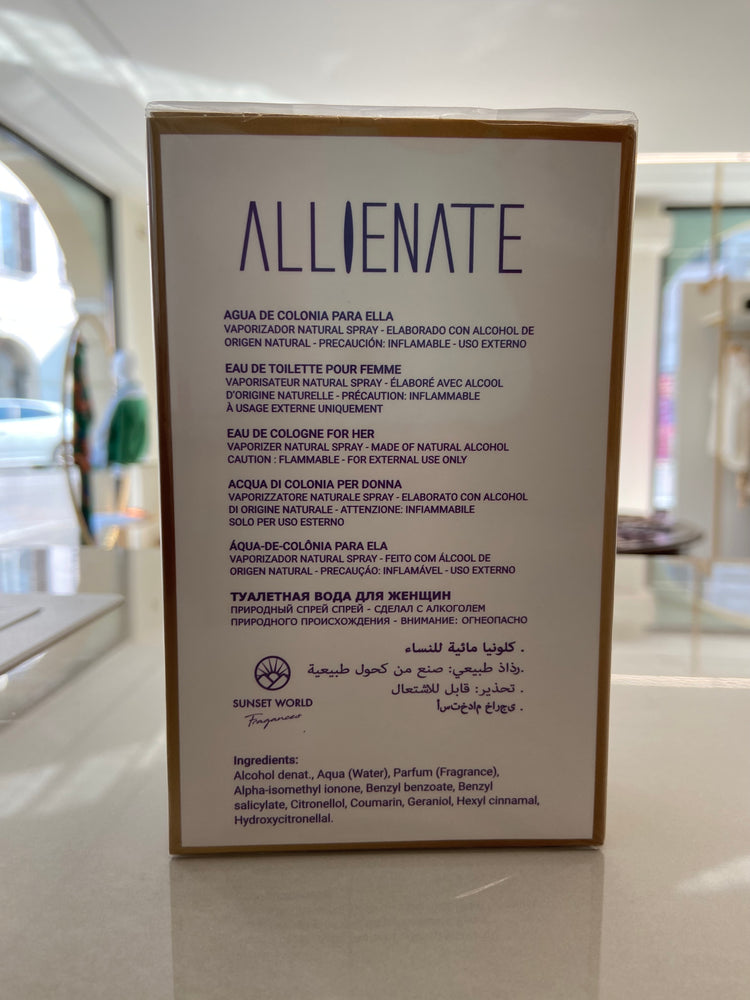 ALLIENATE
AGUA DE COLONIA PARA ELLA
VAPORIZADOR NATURAL SPRAY - ELABORADO CON ALCOHOL DE
ORIGEN NATURAL - PRECAUCIÓN: INFLAMABLE - USO EXTERNO
EAU DE TOILETTE POUR FEMME
VAPORISATEUR NATURAL SPRAY - ÉLABORÉ AVEC ALCOOL
D'ORIGINE NATURELLE - PRÉCAUTION: INFLAMMABLE
À USAGE EXTERNE UNIQUEMENT
EAU DE COLOGNE FOR HER
VAPORIZER NATURAL SPRAY - MADE OF NATURAL ALCOHOL
CAUTION : FLAMMABLE - FOR EXTERNAL USE ONLY
ACQUA DI COLONIA PER DONNA
VAPORIZZATORE NATURALE SPRAY - ELABORATO CON ALCOHOL
DI ORIGINE NATURALE - ATTENZIONE: INFIAMMABILE
SOLO PER USO ESTERNO
ÁQUA-DE-COLÔNIA PARA ELA
VAPORIZADOR NATURAL SPRAY - FEITO COM ÁLCOOL DE
ORIGEN NATURAL - PRECAUÇÁO: INFLAMÁVEL - USO EXTERNO
ТУАЛЕТНАЯ ВОДА ДЛЯ ЖЕНЩИН
ПРИРОДНЫЙ СПРЕЙ СПРЕЙ - СДЕЛАЛ С АЛКОГОЛЕМ
ПРИРОДНОГО ПРОИСХОЖДЕНИЯ - ВНИМАНИЕ: ОГНЕОПАСНО
. كلونيا مائية للنساء
.رذاذ طبيعي: صنع من كحول طبيعية
. تحذير: قابل للاشتعال
. يجراخ مادختسأ
SUNSET WORLD
Fragances
Ingredients:
Alcohol denat., Aqua (Water), Parfum (Fragrance),
Alpha-isomethyl ionone, Benzyl benzoate, Benzyl
salicylate, Citronellol, Coumarin, Geraniol, Hexyl cinnamal,
Hydroxycitronellal.